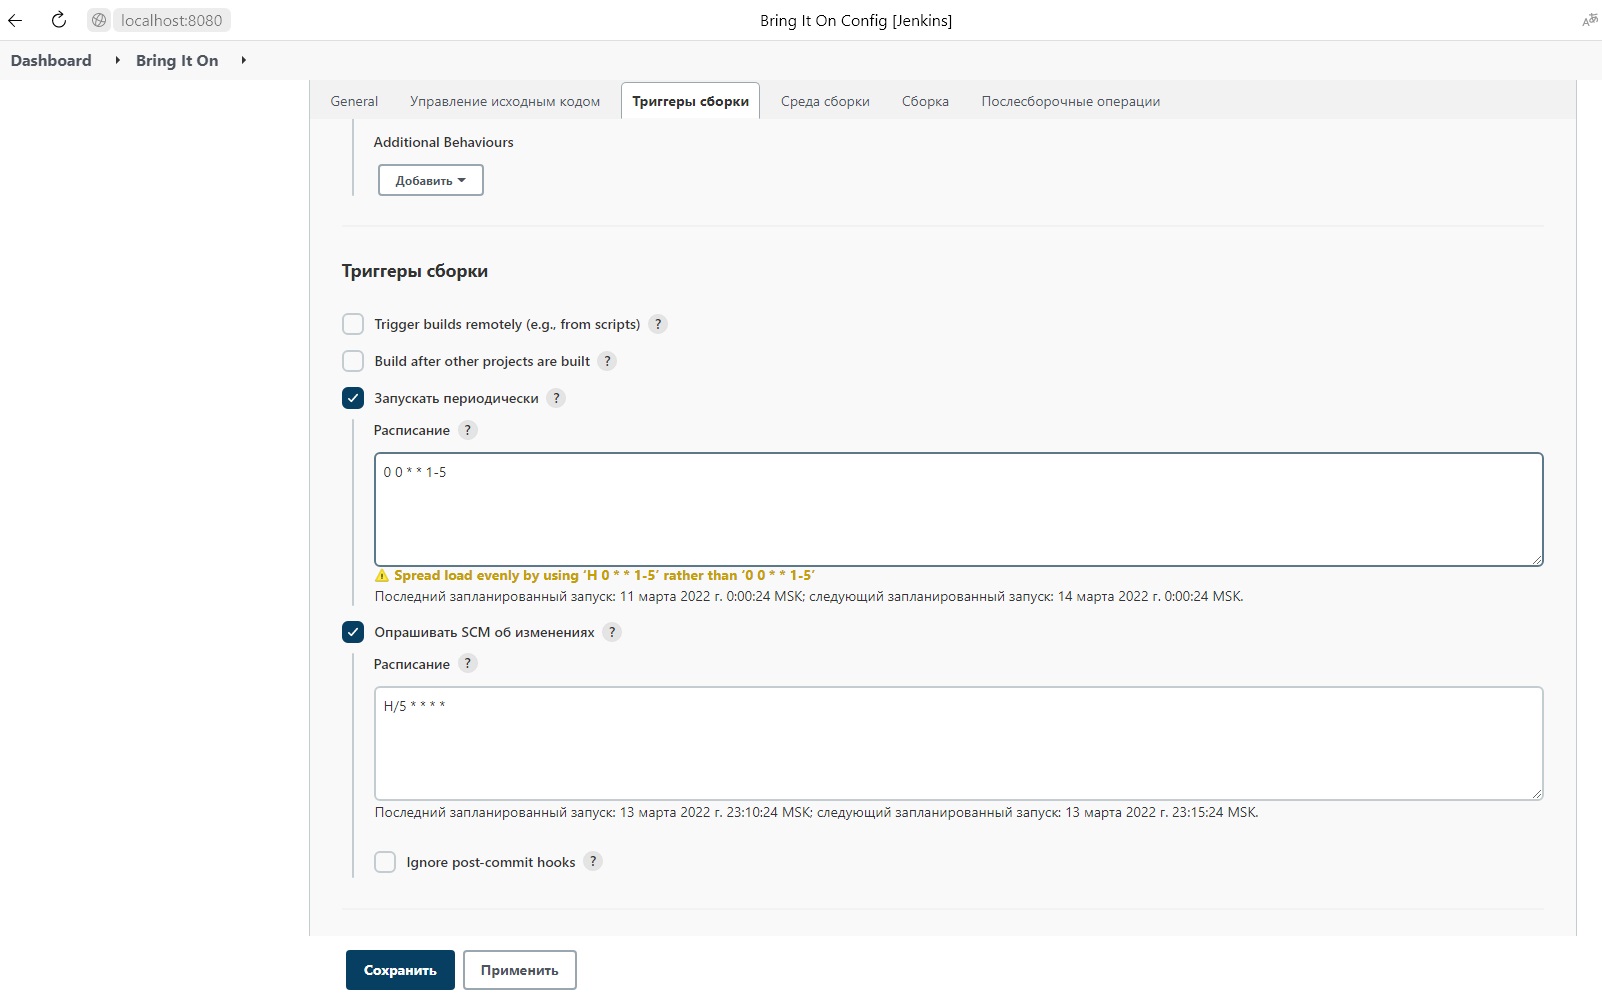 localhost:8080
Bring It On Config [Jenkins]
Dashboard
Bring It On
General
Управление исходным кодом
Триггеры сборки
Среда сборки
Сборка
Послесборочные операции
Additional Behaviours
Добавить
Триггеры сборки
Trigger builds remotely (e.g., from scripts) ?
Build after other projects are built ?
Запускать периодически ?
Расписание ?
0 0 * * 1-5
Spread load evenly by using ‘H 0 * * 1-5’ rather than ‘0 0 * * 1-5’
Последний запланированный запуск: 11 марта 2022 г. 0:00:24 MSK; следующий запланированный запуск: 14 марта 2022 г. 0:00:24 MSK.
Опрашивать SCM об изменениях ?
Расписание ?
H/5 * * * *
Последний запланированный запуск: 13 марта 2022 г. 23:10:24 MSK; следующий запланированный запуск: 13 марта 2022 г. 23:15:24 MSK.
Ignore post-commit hooks ?
Сохранить
Применить